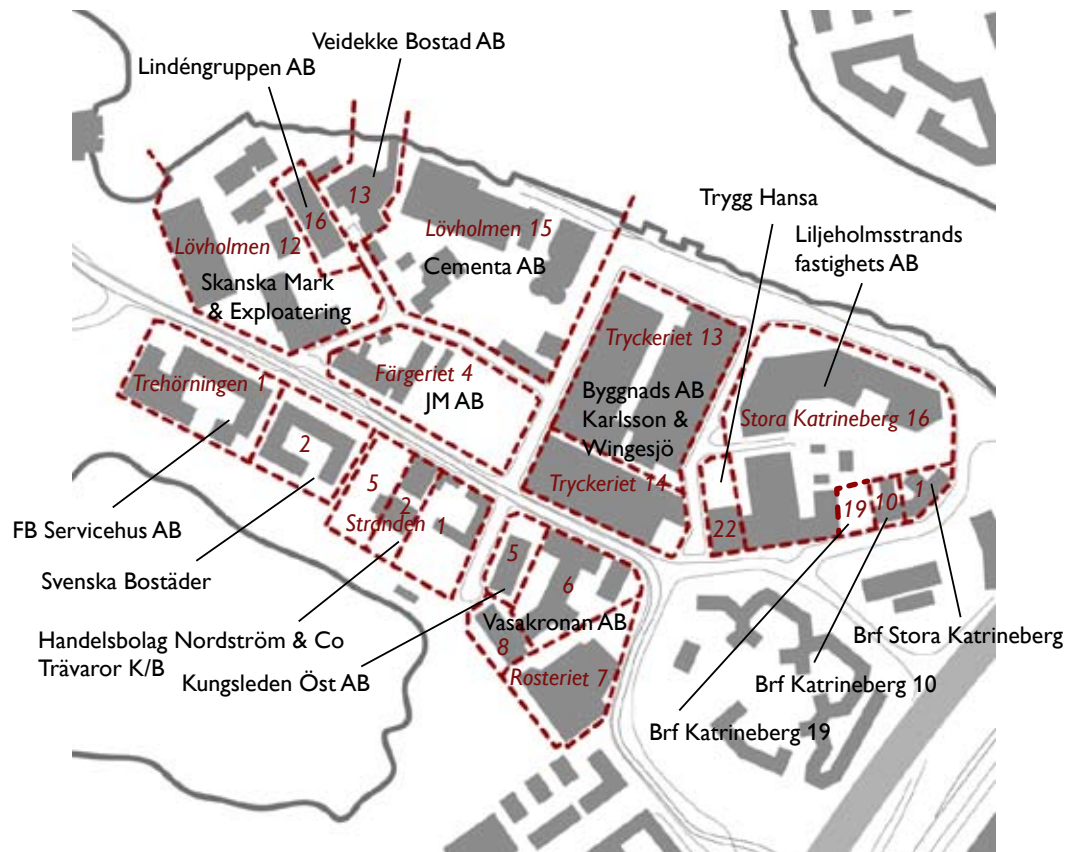 Veidekke Bostad AB
Lindéngruppen AB
Trygg Hansa
Liljeholmsstrands
fastighets AB
13
16
Lövholmen 12
Lövholmen 15
Cementa AB
Skanska Mark
& Exploatering
Tryckeriet 13
Färgeriet 4
JM AB
Byggnads AB
Karlsson &
Wingesjö
Stora Katrineberg 16
Trehörningen 1
2
5
2
1
Stranden
Tryckeriet 14
19
10
1
22
FB Servicehus AB
Svenska Bostäder
5
6
Vasakronan AB
8
Rosteriet 7
Handelsbolag Nordström & Co
Trävaror K/B
Kungsleden Öst AB
Brf Stora Katrineberg
Brf Katrineberg 10
Brf Katrineberg 19